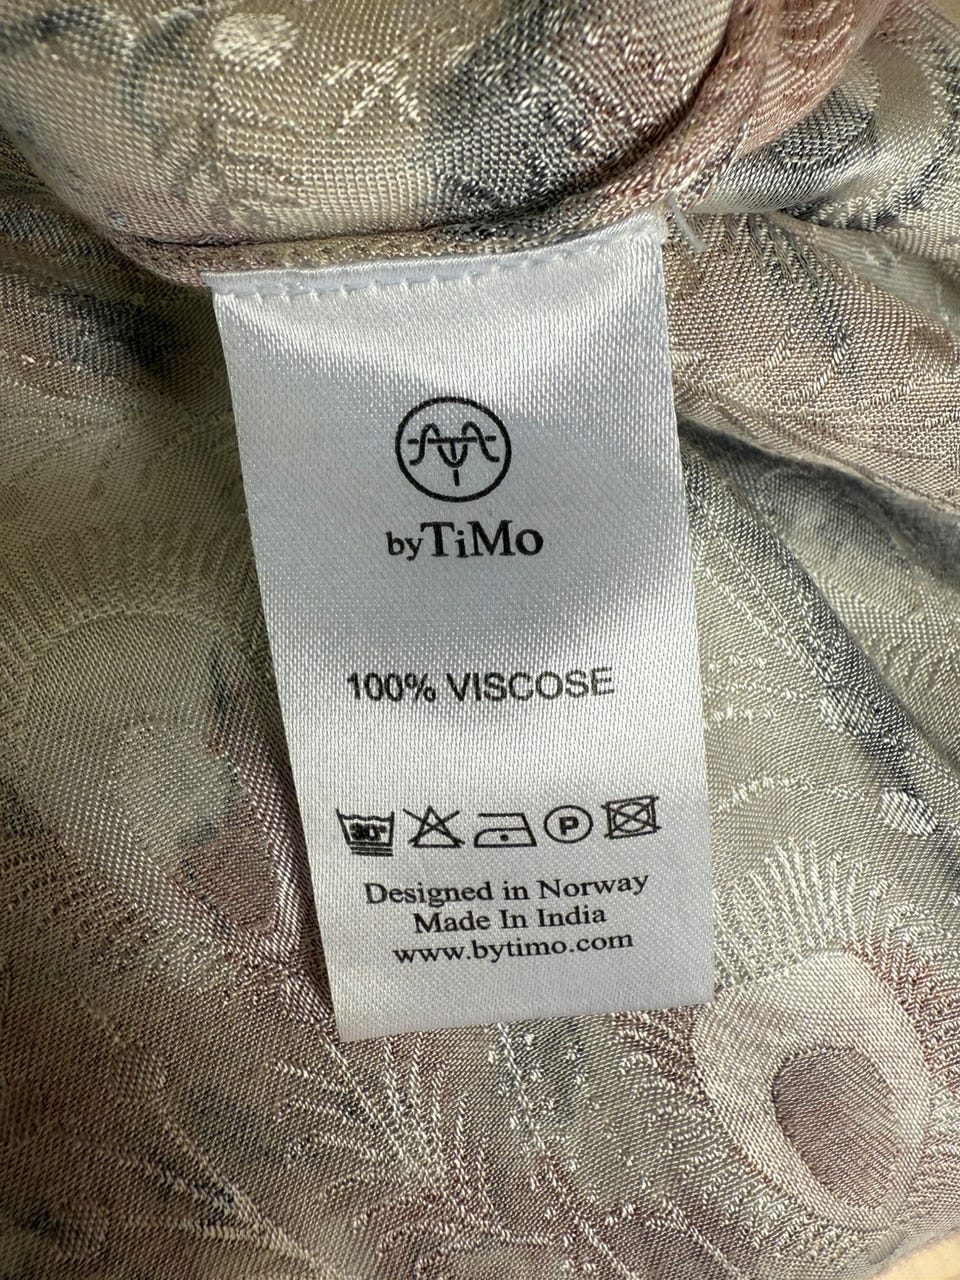 byTiMo
100% VISCOSE
30°
P
Designed in Norway
Made In India
www.bytimo.com